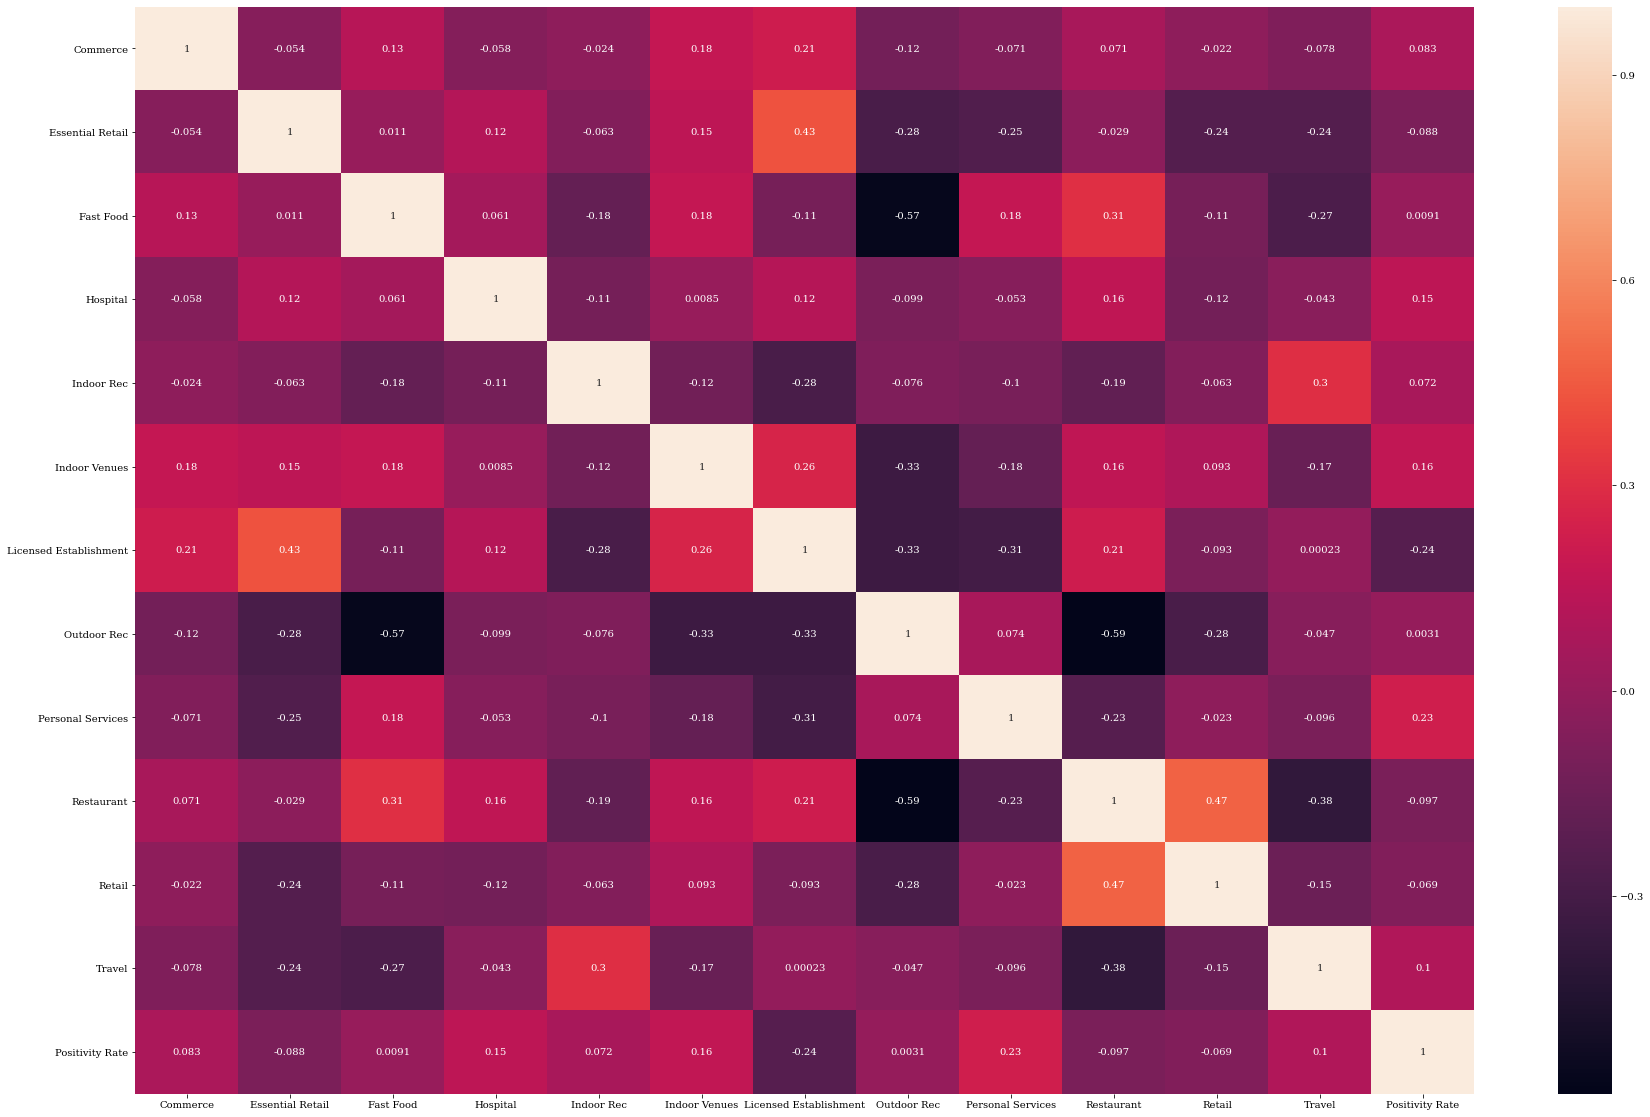 Commerce 1 -0.054 0.13 -0.058 -0.024 0.18 0.21 -0.12 -0.071 0.071 -0.022 -0.078 0.083
0.9
Essential Retail -0.054 1 0.011 0.12 -0.063 0.15 0.43 -0.28 -0.25 -0.029 -0.24 -0.24 -0.088
Fast Food 0.13 0.011 1 0.061 -0.18 0.18 -0.11 -0.57 0.18 0.31 -0.11 -0.27 0.0091
0.6
Hospital -0.058 0.12 0.061 1 -0.11 0.0085 0.12 -0.099 -0.053 0.16 -0.12 -0.043 0.15
Indoor Rec -0.024 -0.063 -0.18 -0.11 1 -0.12 -0.28 -0.076 -0.1 -0.19 -0.063 0.3 0.072
Indoor Venues 0.18 0.15 0.18 0.0085 -0.12 1 0.26 -0.33 -0.18 0.16 0.093 -0.17 0.16
0.3
Licensed Establishment 0.21 0.43 -0.11 0.12 -0.28 0.26 1 -0.33 -0.31 0.21 -0.093 0.00023 -0.24
Outdoor Rec -0.12 -0.28 -0.57 -0.099 -0.076 -0.33 -0.33 1 0.074 -0.59 -0.28 -0.047 0.0031
0.0
Personal Services -0.071 -0.25 0.18 -0.053 -0.1 -0.18 -0.31 0.074 1 -0.23 -0.023 -0.096 0.23
Restaurant 0.071 -0.029 0.31 0.16 -0.19 0.16 0.21 -0.59 -0.23 1 0.47 -0.38 -0.097
Retail -0.022 -0.24 -0.11 -0.12 -0.063 0.093 -0.093 -0.28 -0.023 0.47 1 -0.15 -0.069
−0.3
Travel -0.078 -0.24 -0.27 -0.043 0.3 -0.17 0.00023 -0.047 -0.096 -0.38 -0.15 1 0.1
Positivity Rate 0.083 -0.088 0.0091 0.15 0.072 0.16 -0.24 0.0031 0.23 -0.097 -0.069 0.1 1
Commerce Essential Retail Fast Food Hospital Indoor Rec Indoor Venues Licensed Establishment Outdoor Rec Personal Services Restaurant Retail Travel Positivity Rate